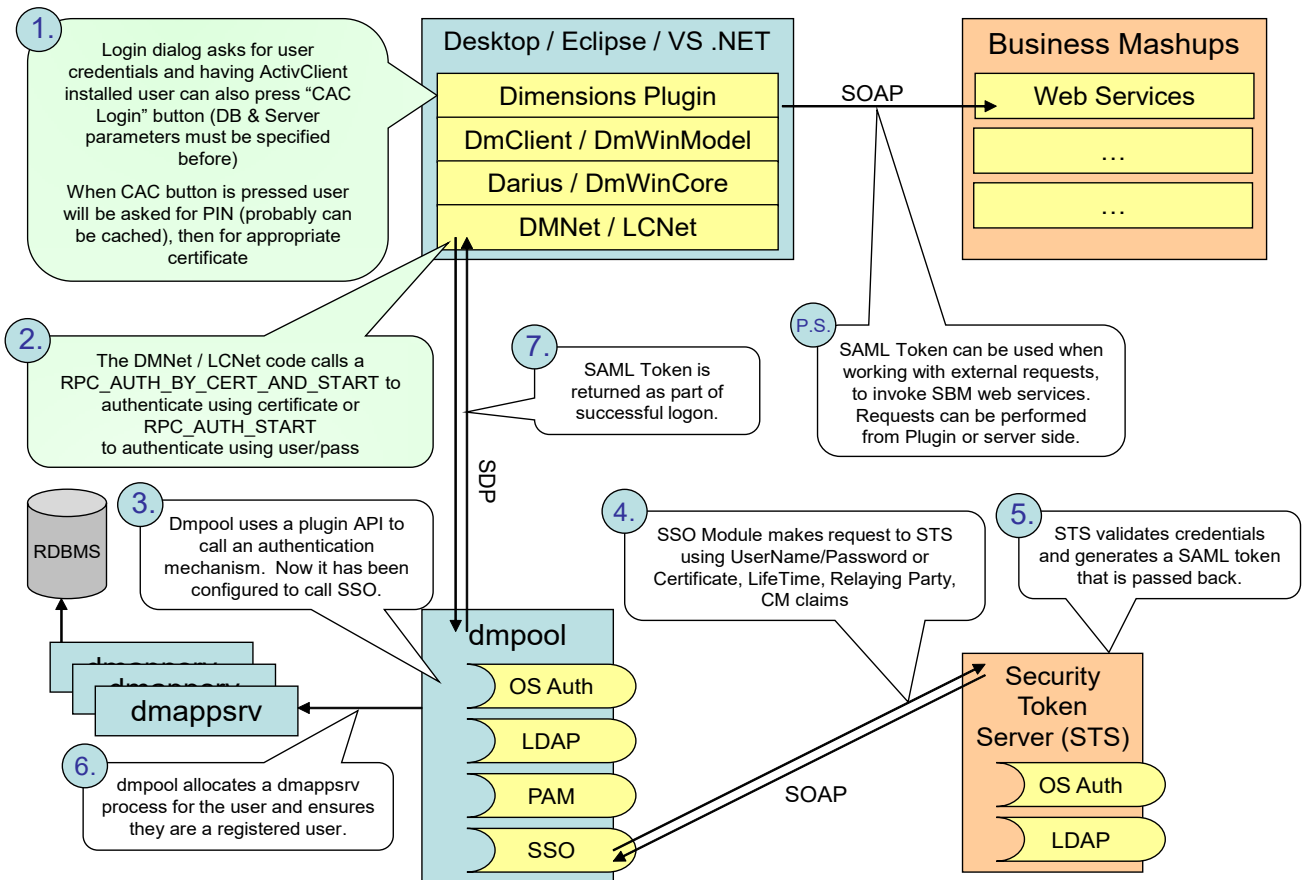 1.
Login dialog asks for user
credentials and having ActivClient
installed user can also press “CAC
Login” button (DB & Server
parameters must be specified
before)
When CAC button is pressed user
will be asked for PIN (probably can
be cached), then for appropriate
certificate
Desktop / Eclipse / VS .NET
Dimensions Plugin
DmClient / DmWinModel
Darius / DmWinCore
DMNet / LCNet
SOAP
Business Mashups
Web Services
…
…
2.
The DMNet / LCNet code calls a
RPC_AUTH_BY_CERT_AND_START to
authenticate using certificate or
RPC_AUTH_START
to authenticate using user/pass
7.
SAML Token is
returned as part of
successful logon.
P.S.
SAML Token can be used when
working with external requests,
to invoke SBM web services.
Requests can be performed
from Plugin or server side.
SDP
RDBMS
3.
Dmpool uses a plugin API to
call an authentication
mechanism. Now it has been
configured to call SSO.
4.
SSO Module makes request to STS
using UserName/Password or
Certificate, LifeTime, Relaying Party,
CM claims
5.
STS validates credentials
and generates a SAML token
that is passed back.
dmappsrv
dmappsrv
dmappsrv
6.
dmpool allocates a dmappsrv
process for the user and ensures
they are a registered user.
dmpool
OS Auth
LDAP
PAM
SSO
SOAP
Security
Token
Server (STS)
OS Auth
LDAP